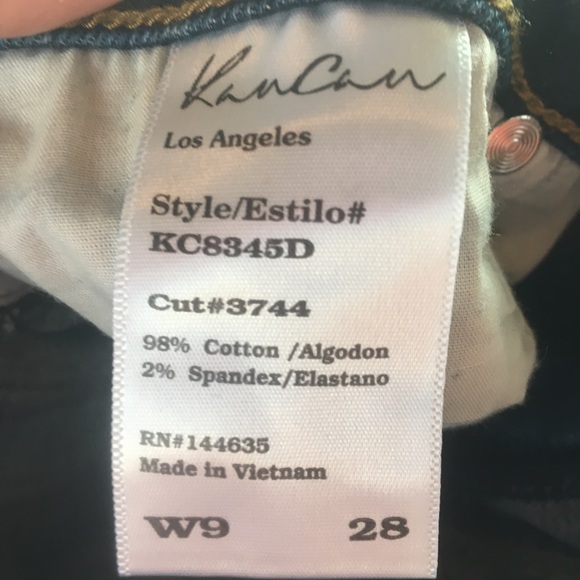 KanCan
Los Angeles
Style/Estilo#
KC8345D
Cut#3744
98% Cotton /Algodon
2% Spandex/Elastano
RN#144635
Made in Vietnam
W9 28